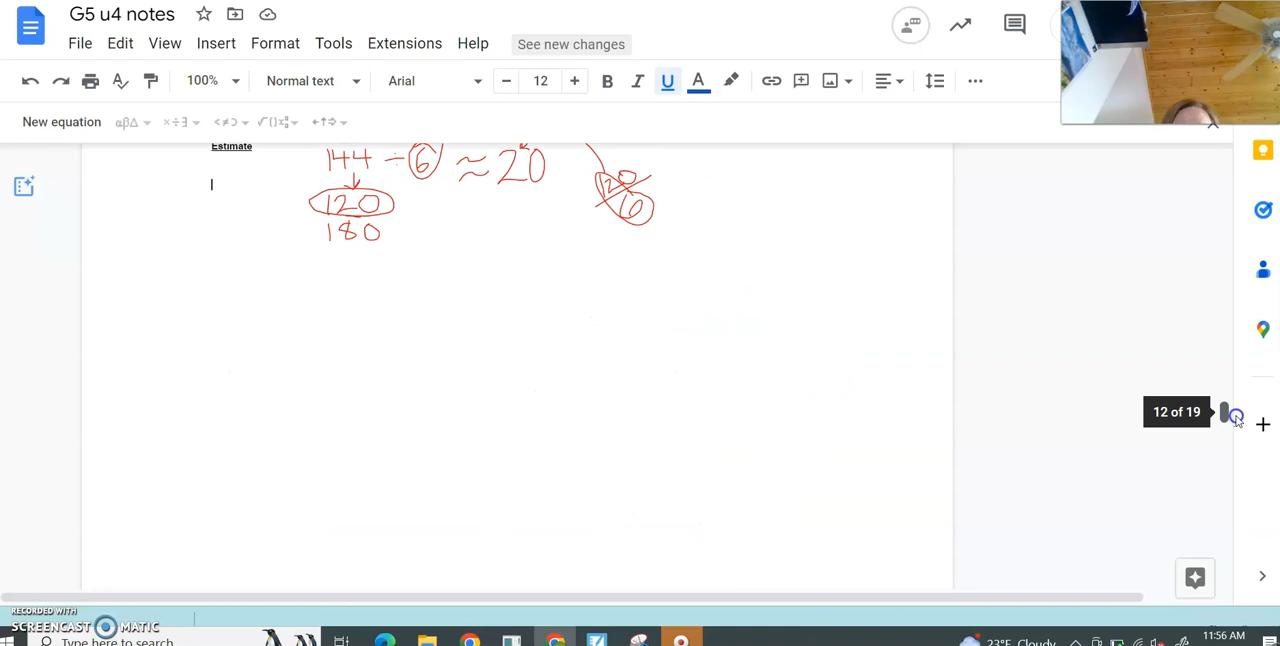 G5 u4 notes
File Edit View Insert Format Tools Extensions Help See new changes
100% Normal text Arial 12 B I U A
New equation αβΔ ×÷∃ <≠⊃
Estimate
144 ÷ 6 ≈ 20
120
180
120
6
12 of 19
RECORDED WITH
SCREENCAST MATIC
Type here to search
23°F Cloudy
11:56 AM